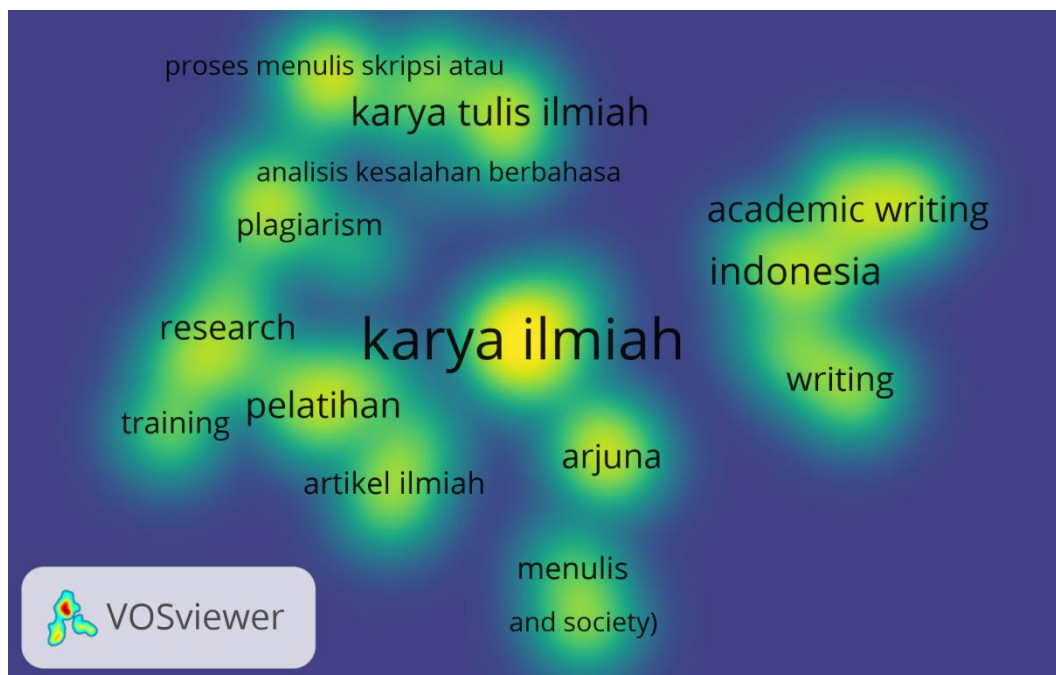 proses menulis skripsi atau
karya tulis ilmiah
analisis kesalahan berbahasa
plagiarism
academic writing
indonesia
research
karya ilmiah
writing
pelatihan
training
arjuna
artikel ilmiah
menulis
and society)
VOSviewer